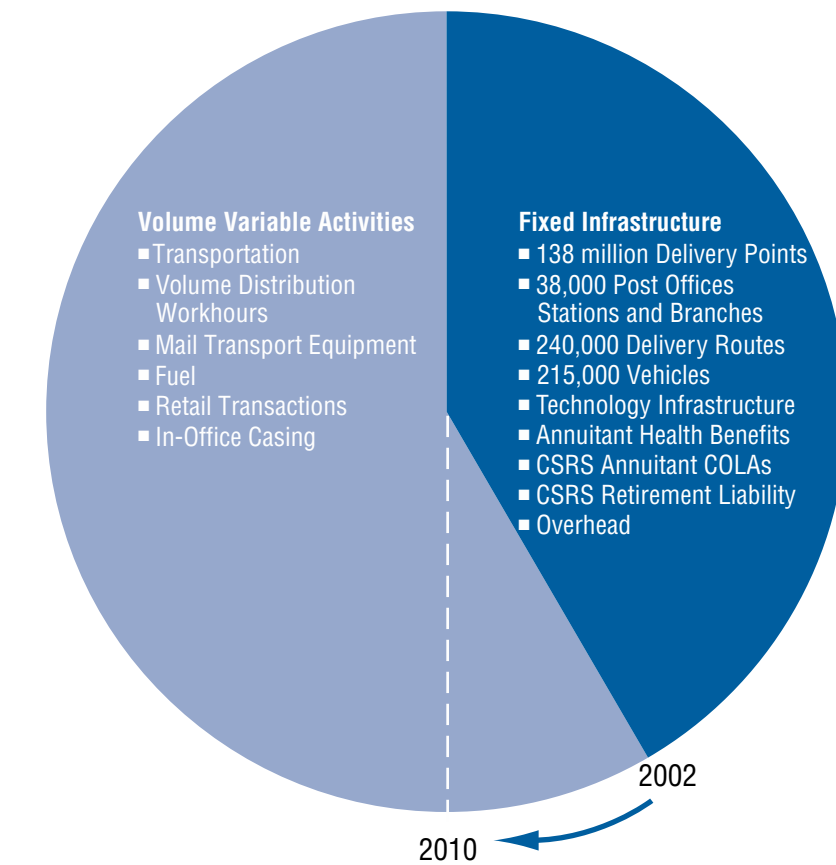 Volume Variable Activities
■ Transportation
■ Volume Distribution
Workhours
■ Mail Transport Equipment
■ Fuel
■ Retail Transactions
■ In-Office Casing
Fixed Infrastructure
■ 138 million Delivery Points
■ 38,000 Post Offices
Stations and Branches
■ 240,000 Delivery Routes
■ 215,000 Vehicles
■ Technology Infrastructure
■ Annuitant Health Benefits
■ CSRS Annuitant COLAs
■ CSRS Retirement Liability
■ Overhead
2002
2010